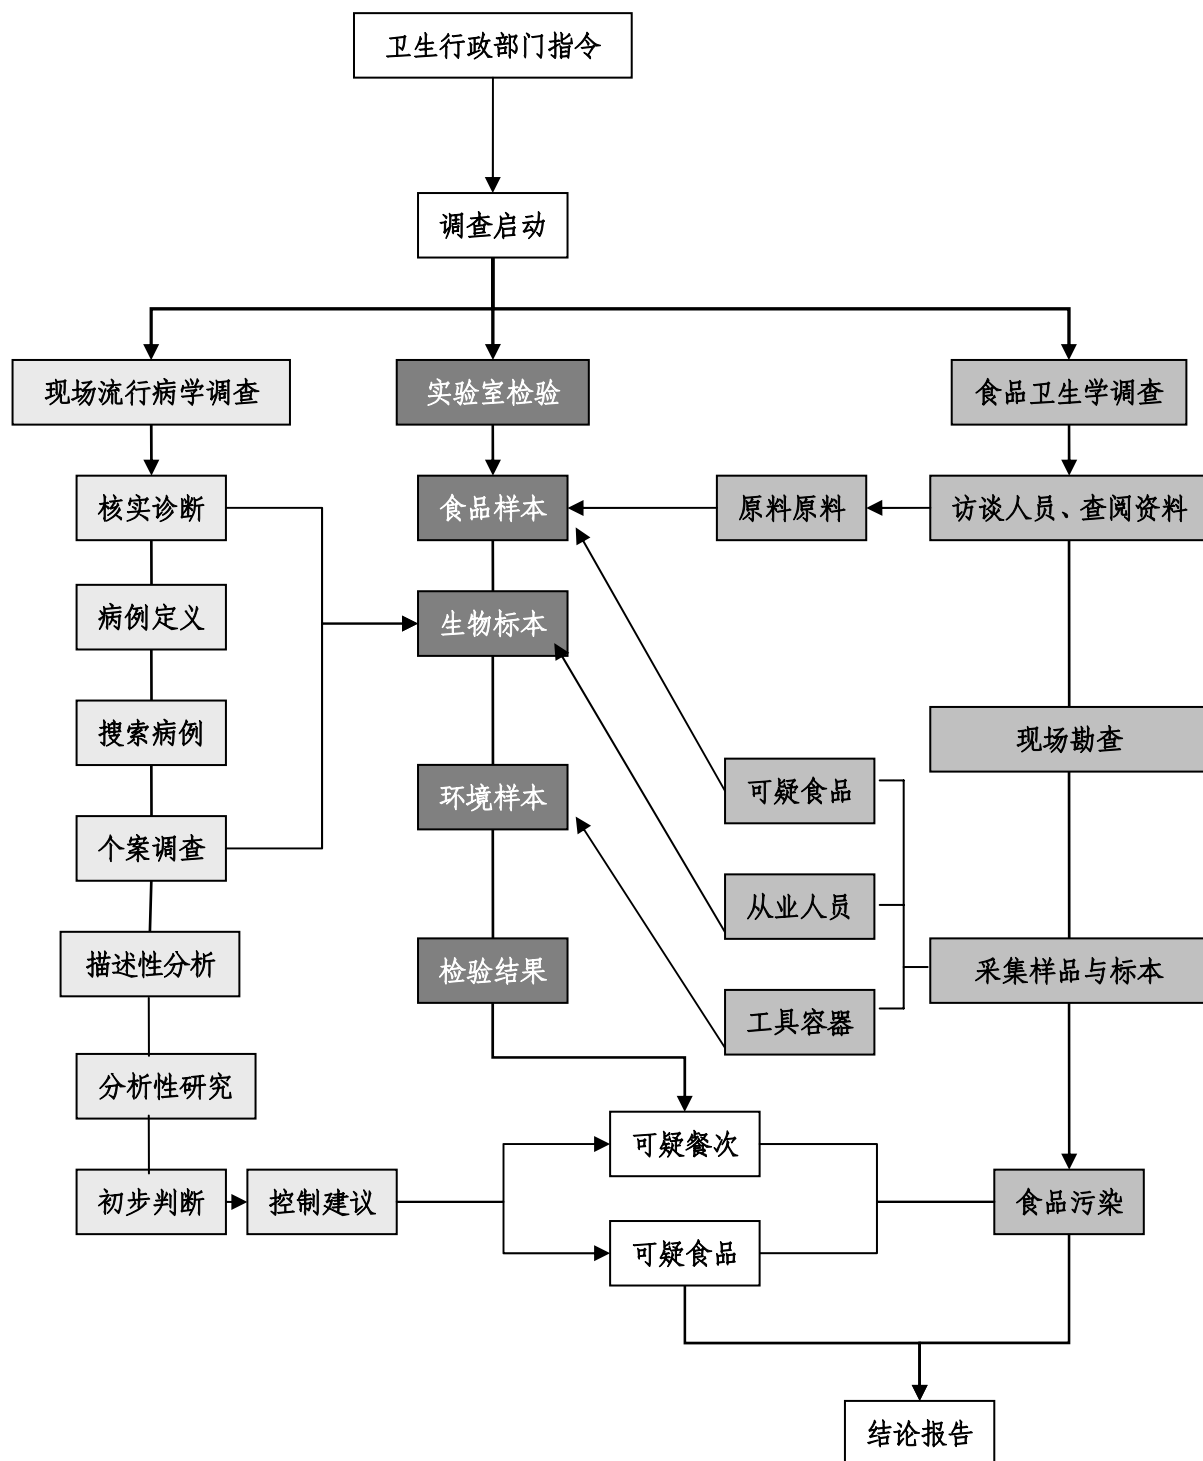 卫生行政部门指令
调查启动
现场流行病学调查
实验室检验
食品卫生学调查
核实诊断
食品样本
原料原料
访谈人员、查阅资料
病例定义
生物标本
搜索病例
现场勘查
环境样本
可疑食品
个案调查
从业人员
描述性分析
检验结果
采集样品与标本
工具容器
分析性研究
可疑餐次
初步判断
控制建议
食品污染
可疑食品
结论报告